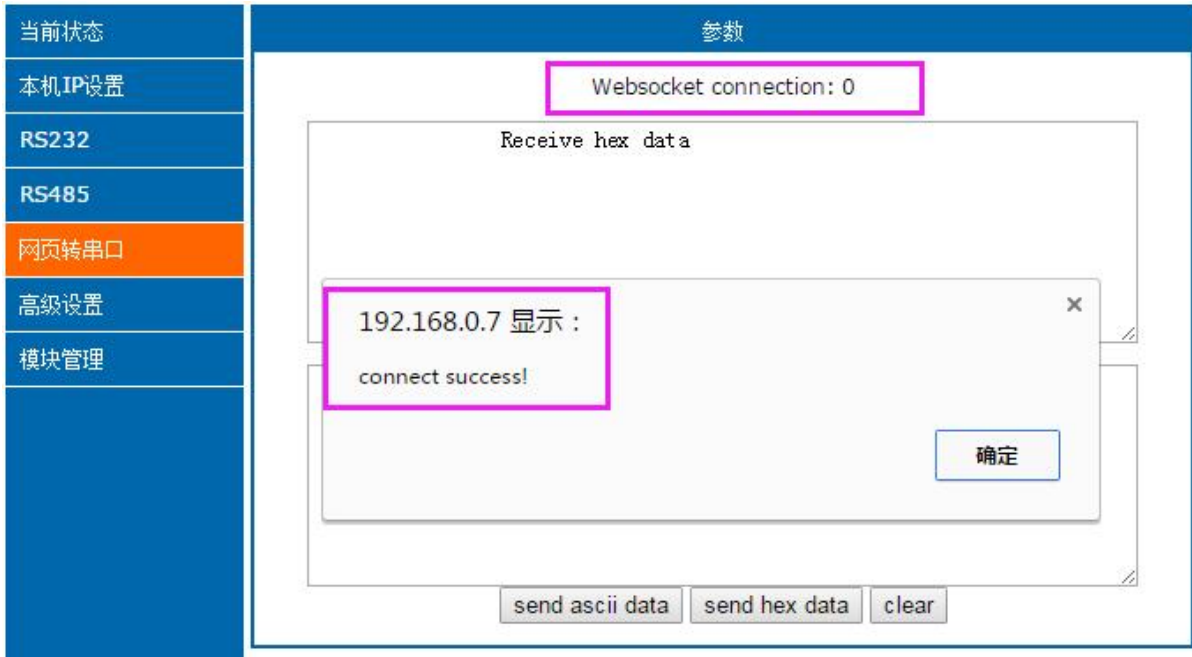 当前状态
本机IP设置
RS232
RS485
网页转串口
高级设置
模块管理
参数
Websocket connection: 0
Receive hex data
192.168.0.7 显示：
connect success!
确定
send ascii data
send hex data
clear